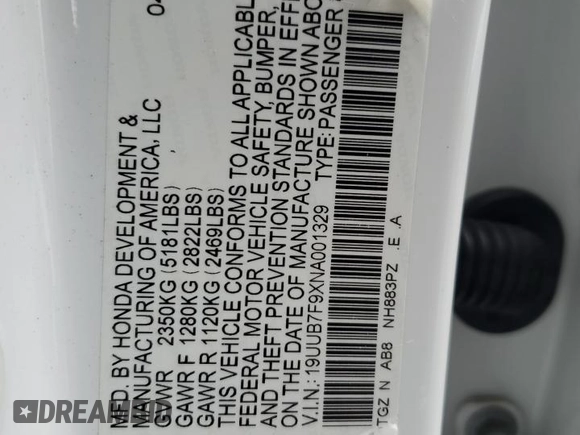 04
MFD. BY HONDA DEVELOPMENT &
MANUFACTURING OF AMERICA, LLC
GVWR 2350KG (5181LBS)
GAWR F 1280KG (2822LBS)
GAWR R 1120KG (2469LBS)
THIS VEHICLE CONFORMS TO ALL APPLICABL
FEDERAL MOTOR VEHICLE SAFETY, BUMPER,
AND THEFT PREVENTION STANDARDS IN EFF
ON THE DATE OF MANUFACTURE SHOWN ABO
V.I.N.: 19UUB7F9XNA001329 TYPE: PASSENGER
TGZ N AB8 NH883PZ .E .A
DREAMBID